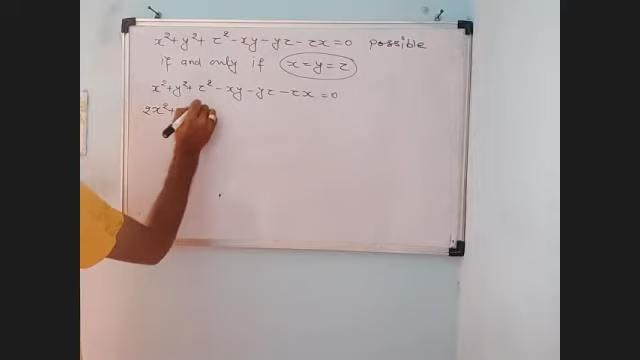 x²+y²+z²-xy-yz-zx=0 possible
if and only if x=y=z
x²+y²+z²-xy-yz-zx=0
2x²+